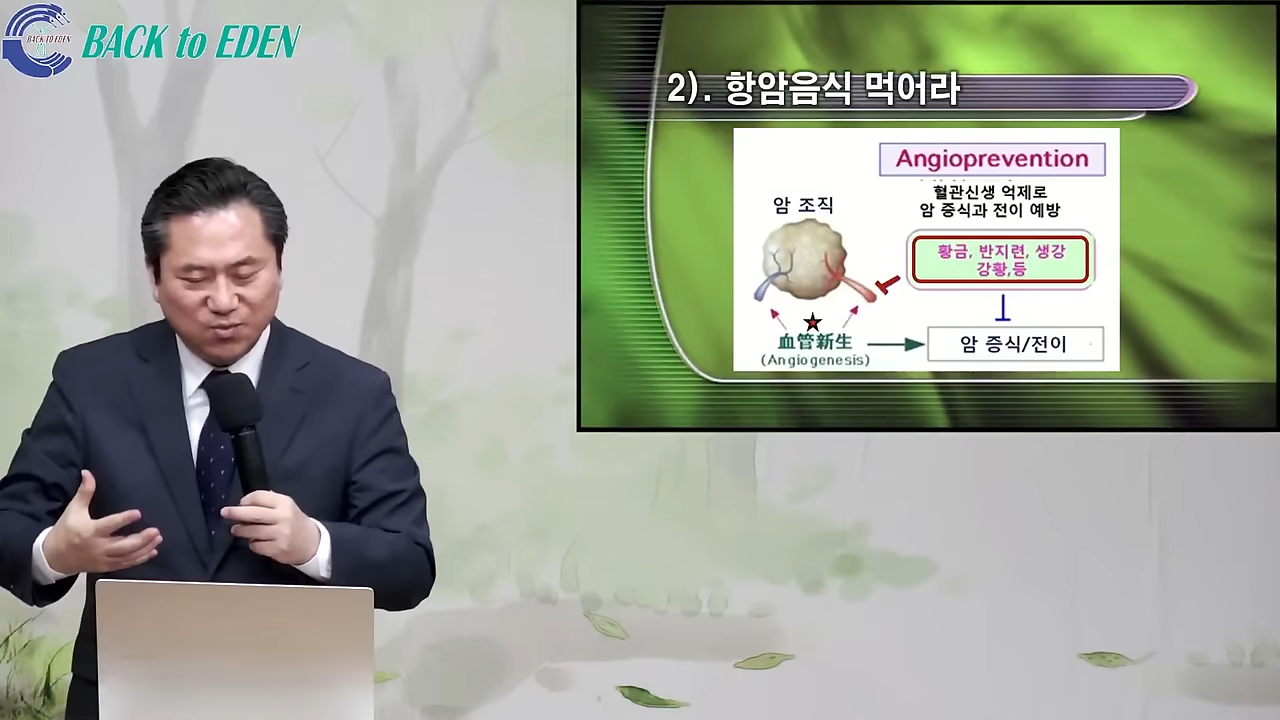 BACK TO EDEN
BACK to EDEN
2). 항암음식 먹어라
Angioprevention
혈관신생 억제로
암 증식과 전이 예방
암 조직
황금, 반지련, 생강
강황,등
血管新生
(Angiogenesis)
암 증식/전이